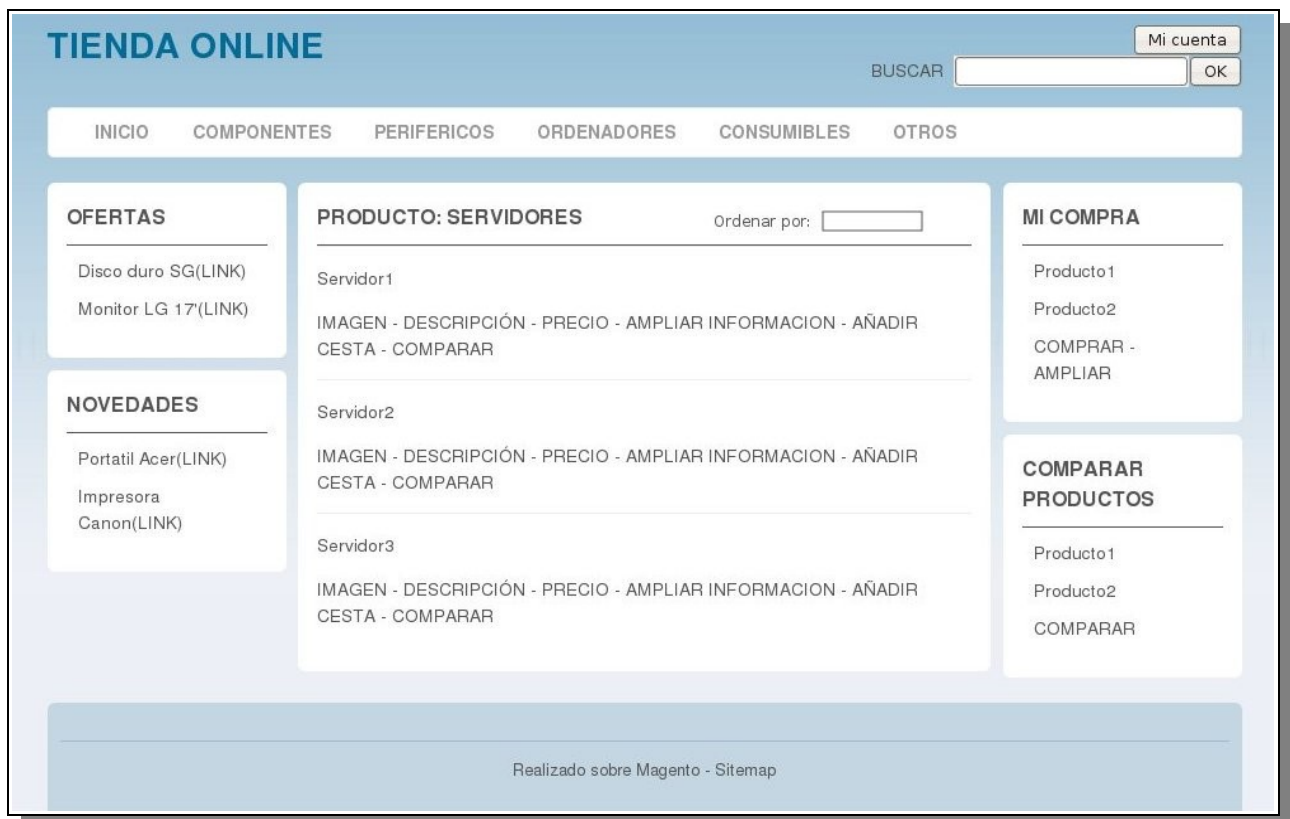 TIENDA ONLINE
Mi cuenta
BUSCAR
OK
INICIO COMPONENTES PERIFERICOS ORDENADORES CONSUMIBLES OTROS
OFERTAS
Disco duro SG(LINK)
Monitor LG 17'(LINK)
NOVEDADES
Portatil Acer(LINK)
Impresora
Canon(LINK)
PRODUCTO: SERVIDORES
Ordenar por:
Servidor1
IMAGEN - DESCRIPCIÓN - PRECIO - AMPLIAR INFORMACION - AÑADIR
CESTA - COMPARAR
Servidor2
IMAGEN - DESCRIPCIÓN - PRECIO - AMPLIAR INFORMACION - AÑADIR
CESTA - COMPARAR
Servidor3
IMAGEN - DESCRIPCIÓN - PRECIO - AMPLIAR INFORMACION - AÑADIR
CESTA - COMPARAR
MI COMPRA
Producto1
Producto2
COMPRAR -
AMPLIAR
COMPARAR
PRODUCTOS
Producto1
Producto2
COMPARAR
Realizado sobre Magento - Sitemap